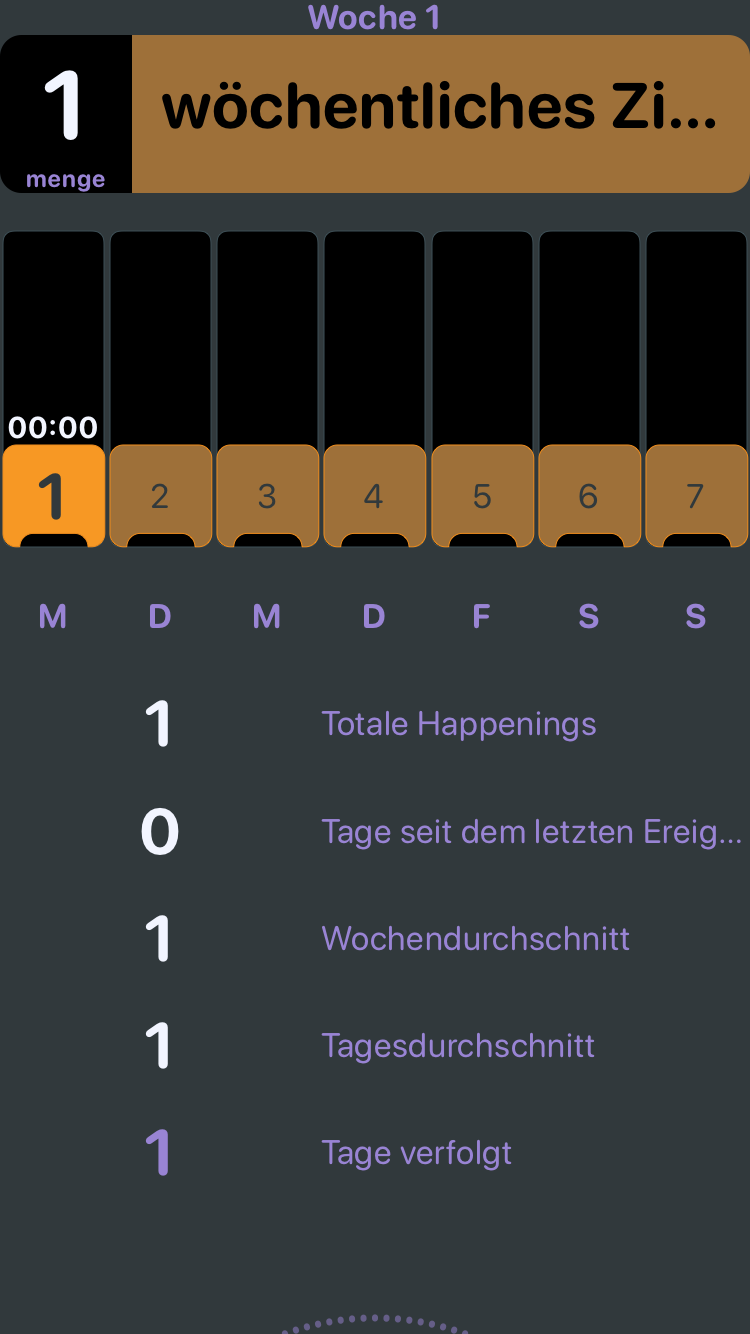 Woche 1
1
wöchentliches Zi...
menge
00:00
1 2 3 4 5 6 7
M D M D F S S
1 Totale Happenings
0 Tage seit dem letzten Ereig...
1 Wochendurchschnitt
1 Tagesdurchschnitt
1 Tage verfolgt